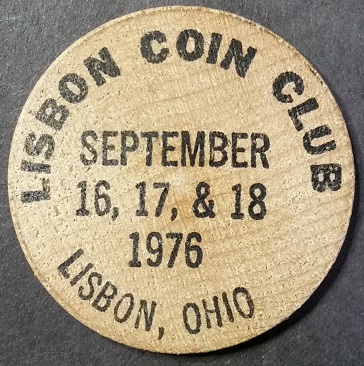 LISBON COIN CLUB
SEPTEMBER
16, 17, & 18
1976
LISBON, OHIO